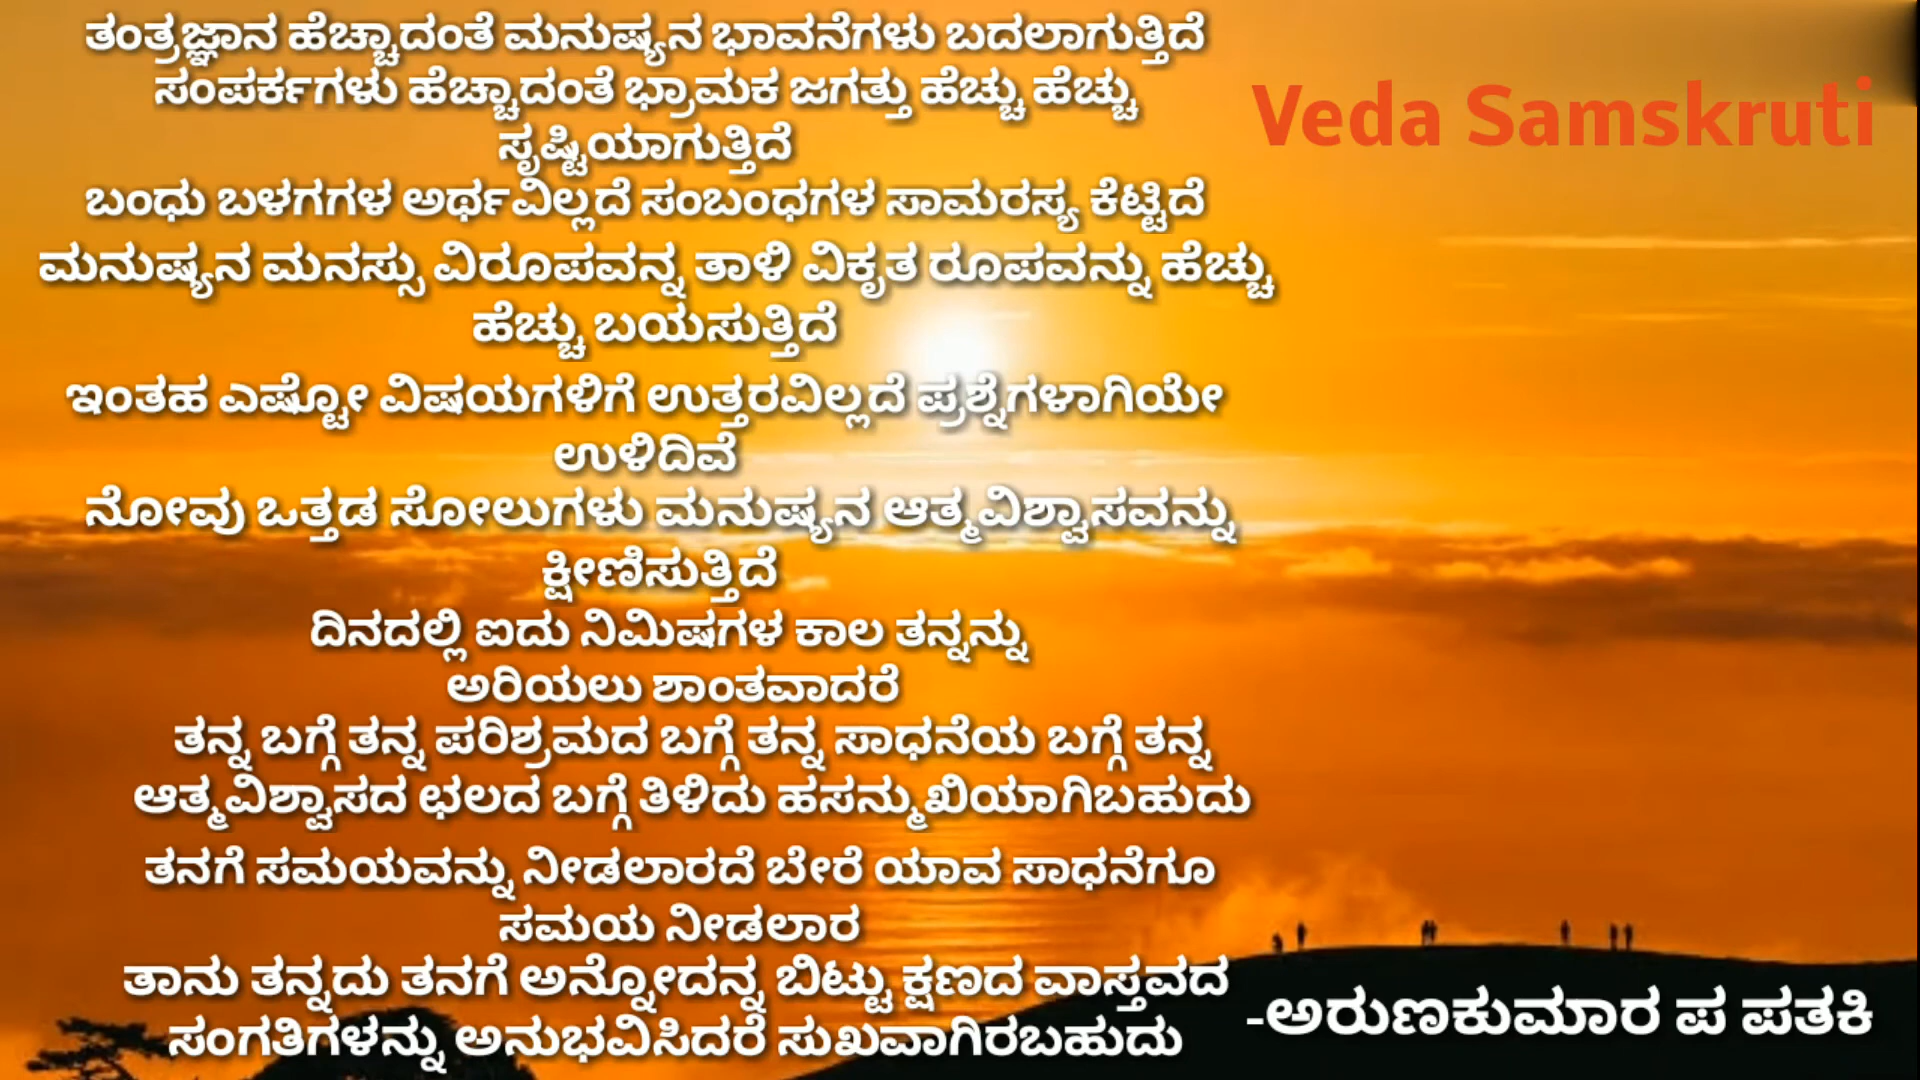 ತಂತ್ರಜ್ಞಾನ ಹೆಚ್ಚಾದಂತೆ ಮನುಷ್ಯನ ಭಾವನೆಗಳು ಬದಲಾಗುತ್ತಿದೆ
ಸಂಪರ್ಕಗಳು ಹೆಚ್ಚಾದಂತೆ ಭ್ರಾಮಕ ಜಗತ್ತು ಹೆಚ್ಚು ಹೆಚ್ಚು
ಸೃಷ್ಟಿಯಾಗುತ್ತಿದೆ
ಬಂಧು ಬಳಗಗಳ ಅರ್ಥವಿಲ್ಲದೆ ಸಂಬಂಧಗಳ ಸಾಮರಸ್ಯ ಕೆಟ್ಟಿದೆ
ಮನುಷ್ಯನ ಮನಸ್ಸು ವಿರೂಪವನ್ನ ತಾಳಿ ವಿಕೃತ ರೂಪವನ್ನು ಹೆಚ್ಚು
ಹೆಚ್ಚು ಬಯಸುತ್ತಿದೆ
ಇಂತಹ ಎಷ್ಟೋ ವಿಷಯಗಳಿಗೆ ಉತ್ತರವಿಲ್ಲದೆ ಪ್ರಶ್ನೆಗಳಾಗಿಯೇ
ಉಳಿದಿವೆ
ನೋವು ಒತ್ತಡ ಸೋಲುಗಳು ಮನುಷ್ಯನ ಆತ್ಮವಿಶ್ವಾಸವನ್ನು
ಕ್ಷೀಣಿಸುತ್ತಿದೆ
ದಿನದಲ್ಲಿ ಐದು ನಿಮಿಷಗಳ ಕಾಲ ತನ್ನನ್ನು
ಅರಿಯಲು ಶಾಂತವಾದರೆ
ತನ್ನ ಬಗ್ಗೆ ತನ್ನ ಪರಿಶ್ರಮದ ಬಗ್ಗೆ ತನ್ನ ಸಾಧನೆಯ ಬಗ್ಗೆ ತನ್ನ
ಆತ್ಮವಿಶ್ವಾಸದ ಛಲದ ಬಗ್ಗೆ ತಿಳಿದು ಹಸನ್ಮುಖಿಯಾಗಿಬಹುದು
ತನಗೆ ಸಮಯವನ್ನು ನೀಡಲಾರದೆ ಬೇರೆ ಯಾವ ಸಾಧನೆಗೂ
ಸಮಯ ನೀಡಲಾರ
ತಾನು ತನ್ನದು ತನಗೆ ಅನ್ನೋದನ್ನ ಬಿಟ್ಟು ಕ್ಷಣದ ವಾಸ್ತವದ
ಸಂಗತಿಗಳನ್ನು ಅನುಭವಿಸಿದರೆ ಸುಖವಾಗಿರಬಹುದು
Veda Samskruti
-ಅರುಣಕುಮಾರ ಪ ಪತಕಿ